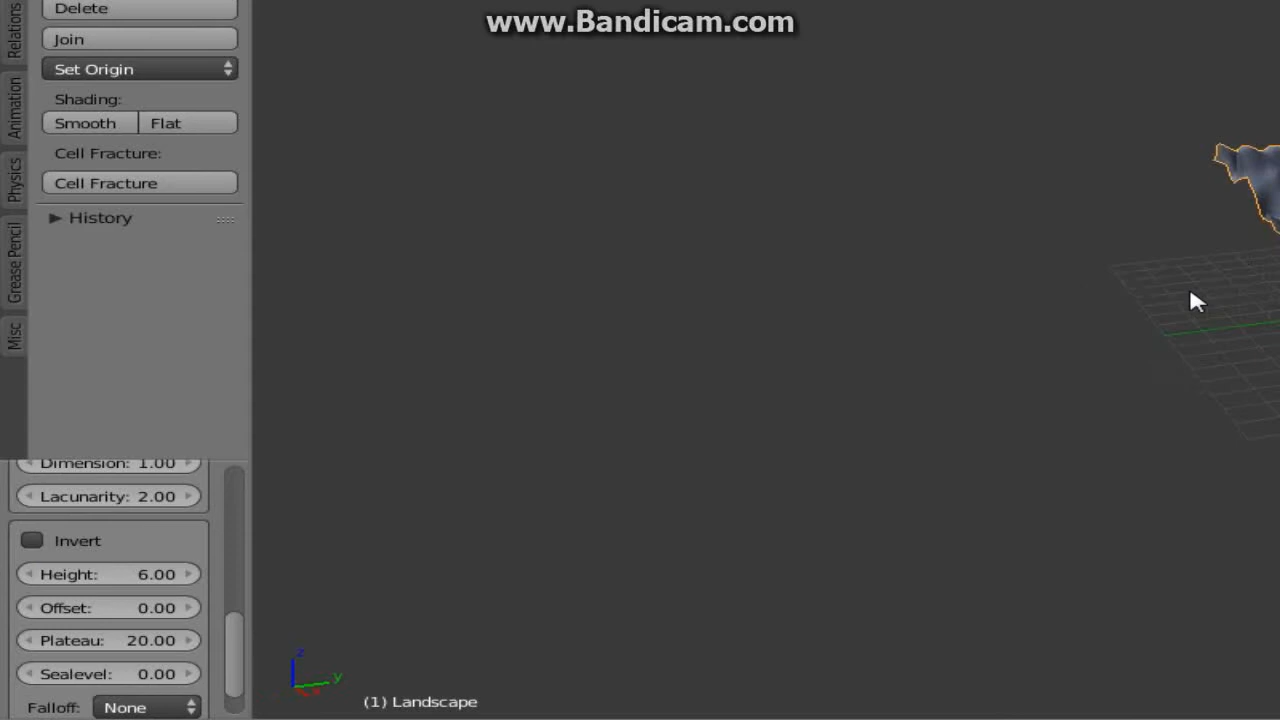 www.Bandicam.com
Delete
Join
Set Origin
Shading:
Smooth Flat
Cell Fracture:
Cell Fracture
History
Relations
Animation
Physics
Grease Pencil
Misc
Dimension: 1.00
Lacunarity: 2.00
Invert
Height: 6.00
Offset: 0.00
Plateau: 20.00
Sealevel: 0.00
Falloff: None
z
y
(1) Landscape